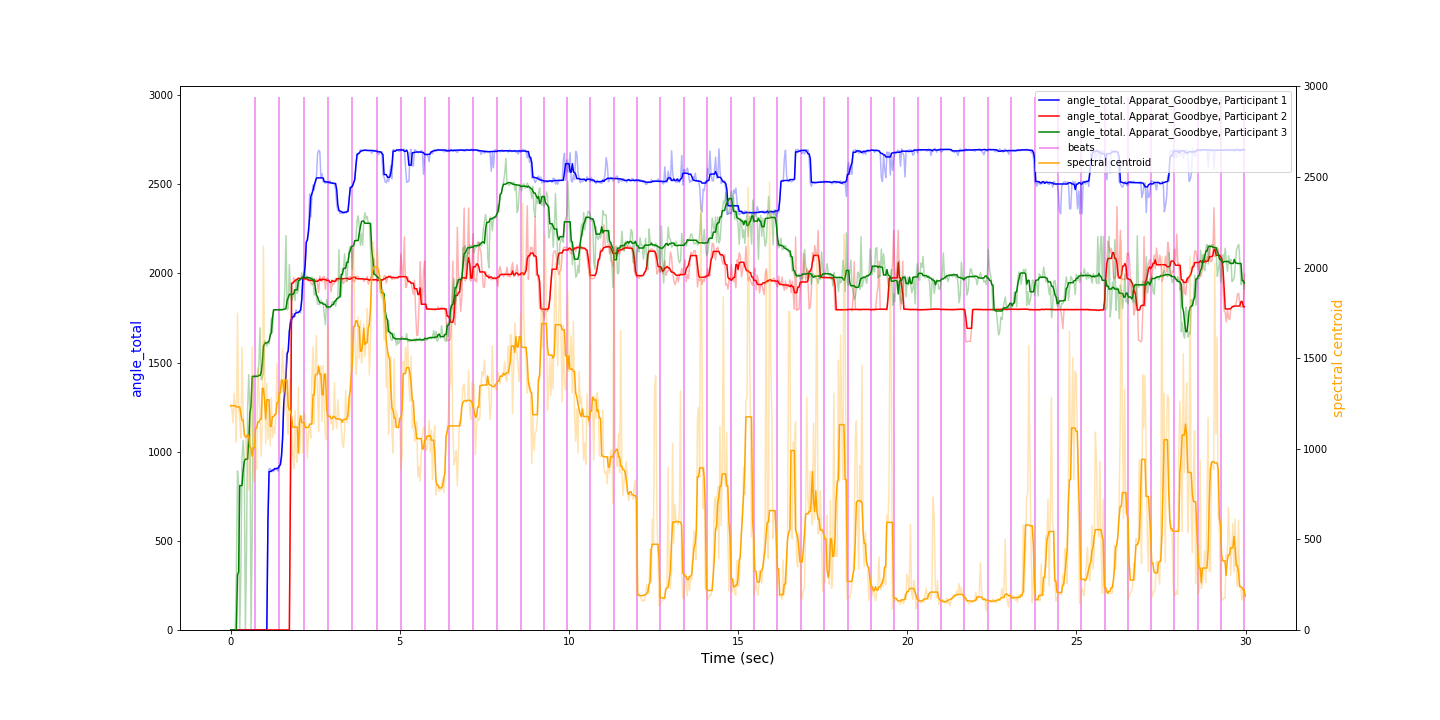 3000
2500
2000
1500
1000
500
0
angle_total
0
5
10
15
20
25
30
Time (sec)
3000
2500
2000
1500
1000
500
0
spectral centroid
angle_total. Apparat_Goodbye, Participant 1
angle_total. Apparat_Goodbye, Participant 2
angle_total. Apparat_Goodbye, Participant 3
beats
spectral centroid